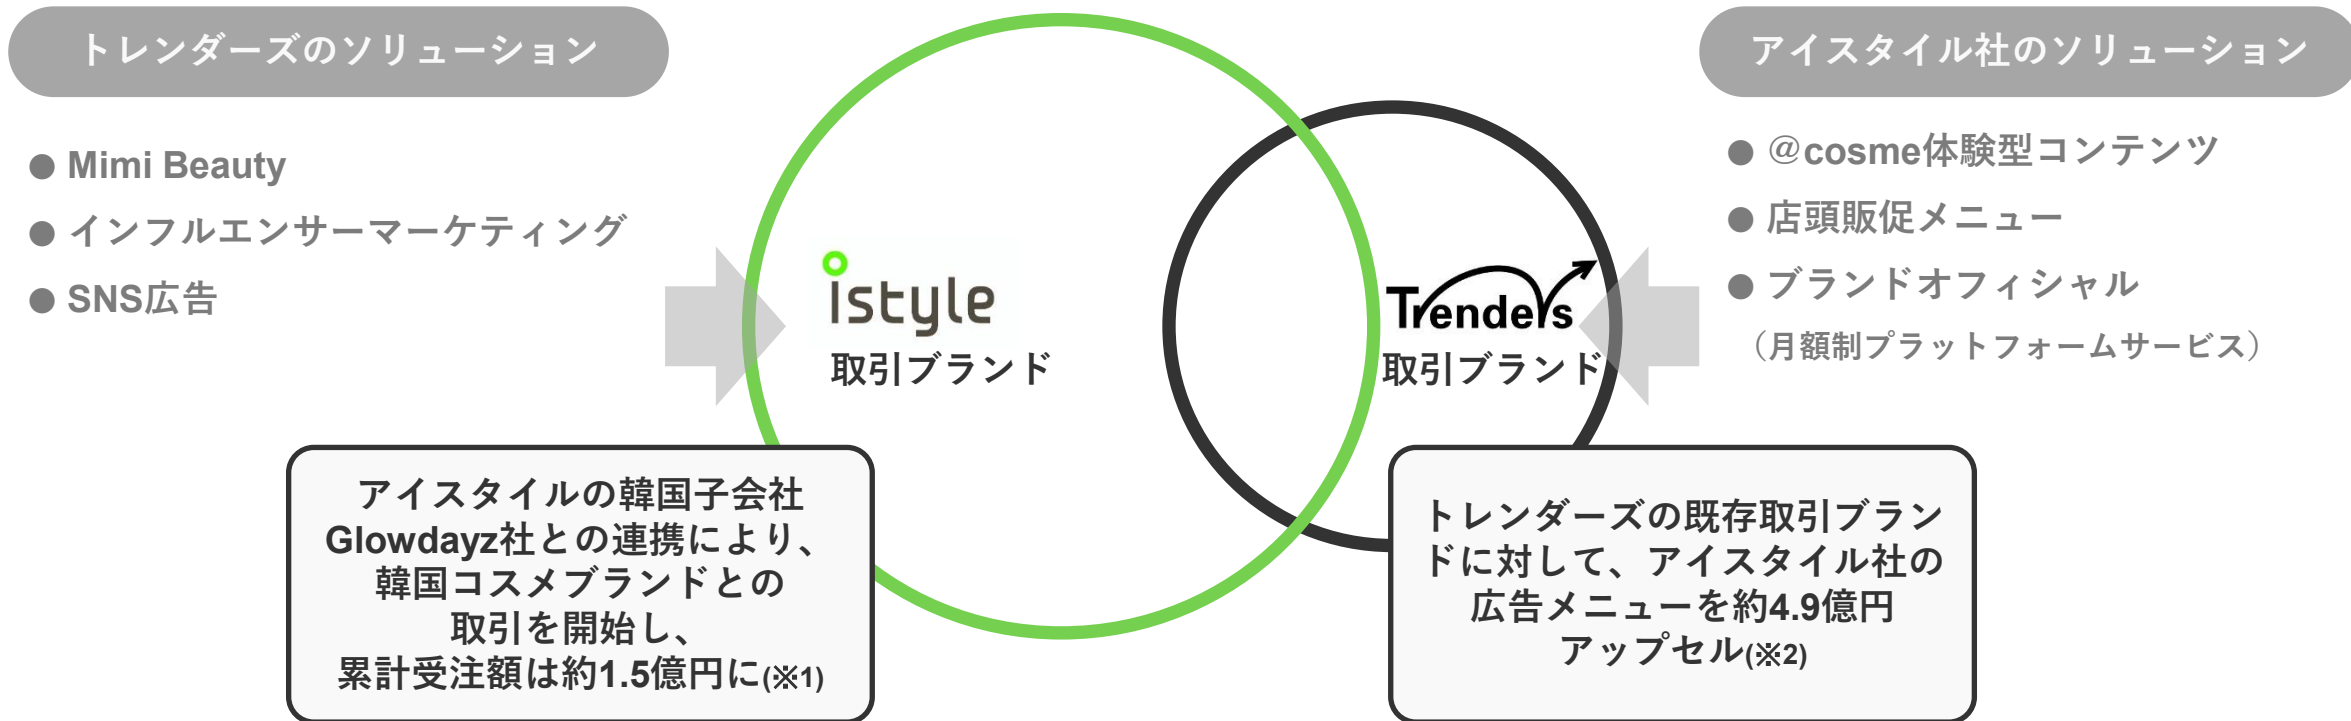 トレンダーズのソリューション
● Mimi Beauty
● インフルエンサーマーケティング
● SNS広告
istyle
取引ブランド
Trenders
取引ブランド
アイスタイル社のソリューション
● @cosme体験型コンテンツ
● 店頭販促メニュー
● ブランドオフィシャル
（月額制プラットフォームサービス）
アイスタイルの韓国子会社
Glowdayz社との連携により、
韓国コスメブランドとの
取引を開始し、
累計受注額は約1.5億円に(※1)
トレンダーズの既存取引ブラン
ドに対して、アイスタイル社の
広告メニューを約4.9億円
アップセル(※2)